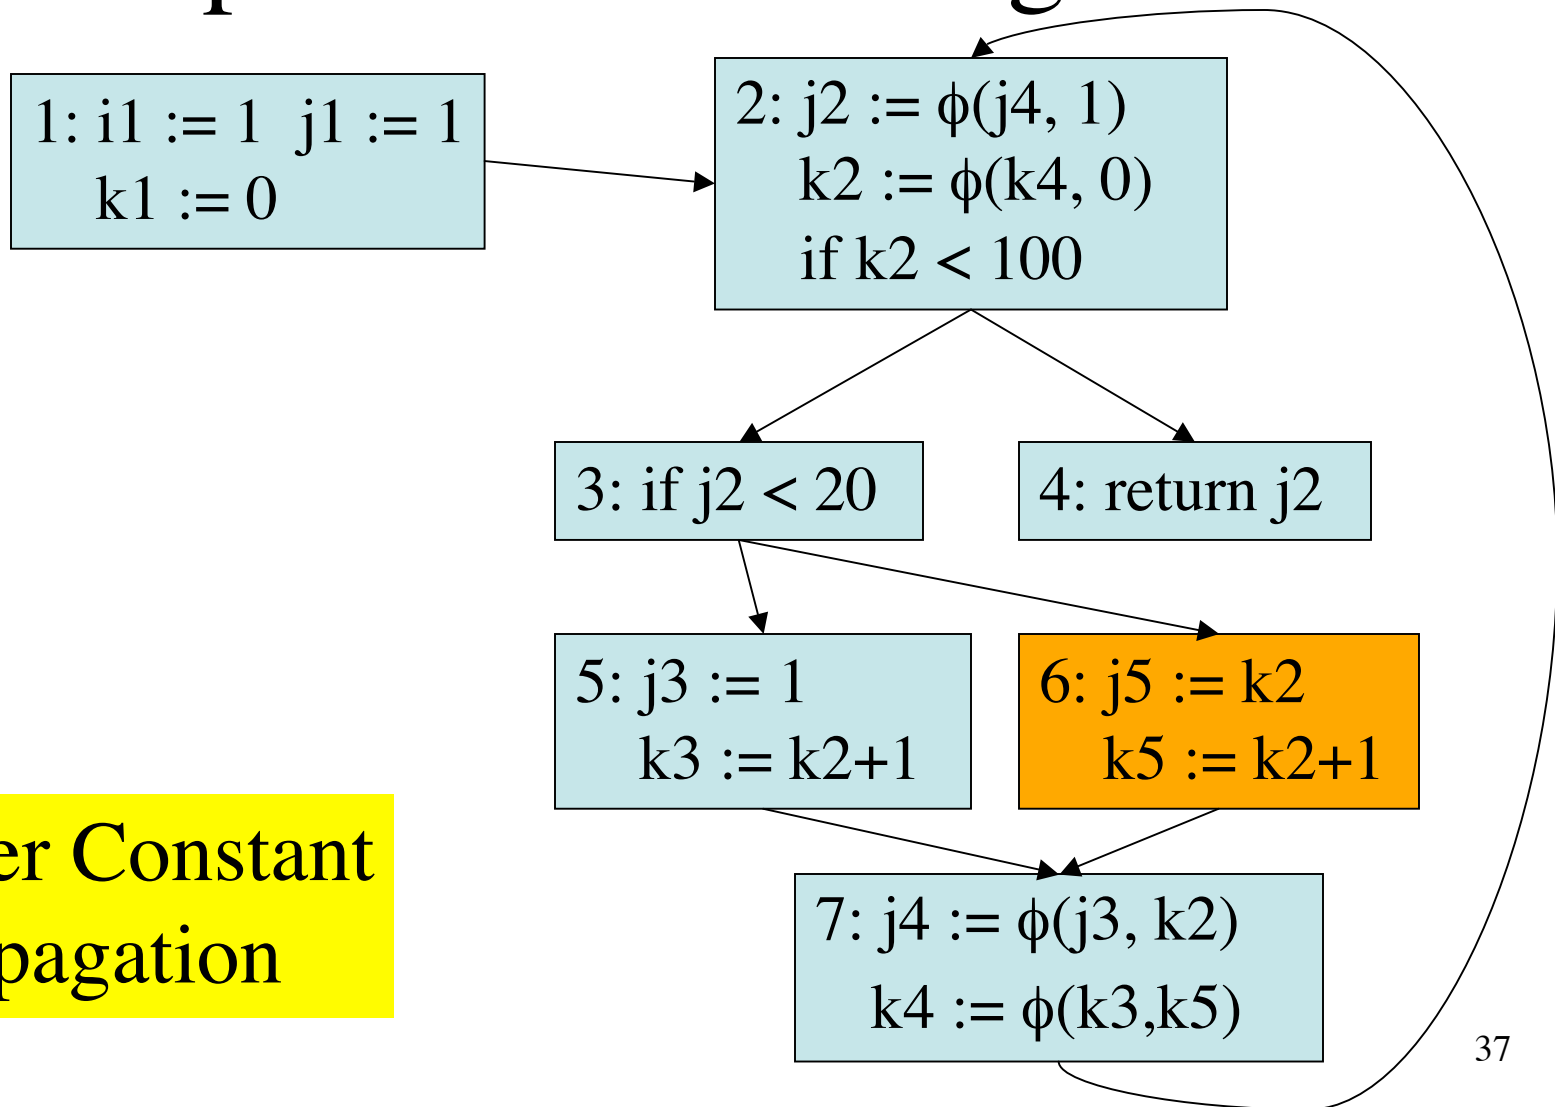 1: i1 := 1 j1 := 1
k1 := 0
2: j2 := ϕ(j4, 1)
k2 := ϕ(k4, 0)
if k2 < 100
3: if j2 < 20
4: return j2
5: j3 := 1
k3 := k2+1
6: j5 := k2
k5 := k2+1
Constant
7: j4 := ϕ(j3, k2)
k4 := ϕ(k3,k5)
37